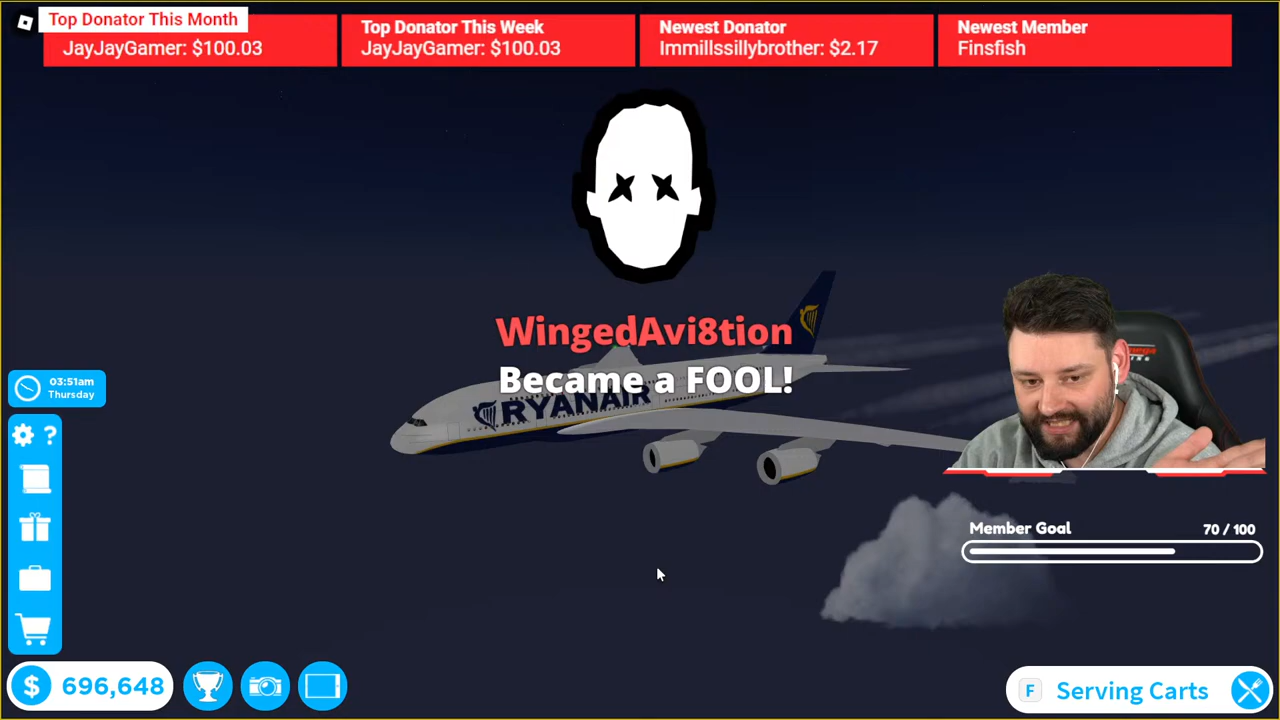 Top Donator This Month
JayJayGamer: $100.03
Top Donator This Week
JayJayGamer: $100.03
Newest Donator
Immillssillybrother: $2.17
Newest Member
Finsfish
WingedAvi8tion
Became a FOOL!
RYANAIR
03:51am
Thursday
?
Member Goal
70 / 100
$ 696,648
F Serving Carts